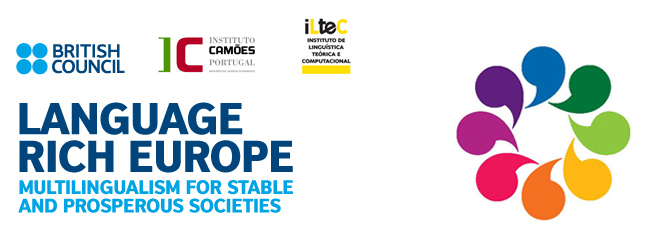 BRITISH
COUNCIL
INSTITUTO
CAMÕES
PORTUGAL
iLteC
INSTITUTO DE
LINGUÍSTICA
TEÓRICA E
COMPUTACIONAL
LANGUAGE
RICH EUROPE
MULTILINGUALISM FOR STABLE
AND PROSPEROUS SOCIETIES